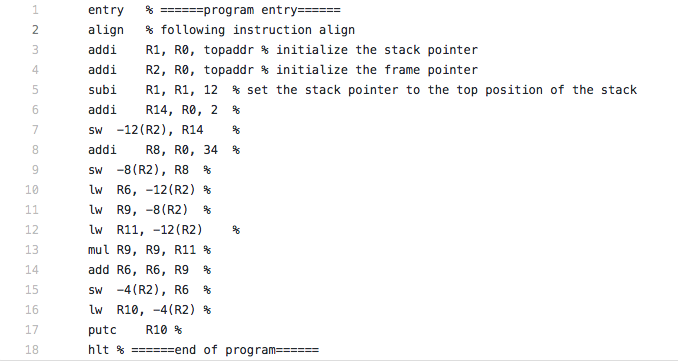 1 entry % ======program entry======
2 align % following instruction align
3 addi R1, R0, topaddr % initialize the stack pointer
4 addi R2, R0, topaddr % initialize the frame pointer
5 subi R1, R1, 12 % set the stack pointer to the top position of the stack
6 addi R14, R0, 2 %
7 sw -12(R2), R14 %
8 addi R8, R0, 34 %
9 sw -8(R2), R8 %
10 lw R6, -12(R2) %
11 lw R9, -8(R2) %
12 lw R11, -12(R2) %
13 mul R9, R9, R11 %
14 add R6, R6, R9 %
15 sw -4(R2), R6 %
16 lw R10, -4(R2) %
17 putc R10 %
18 hlt % ======end of program======